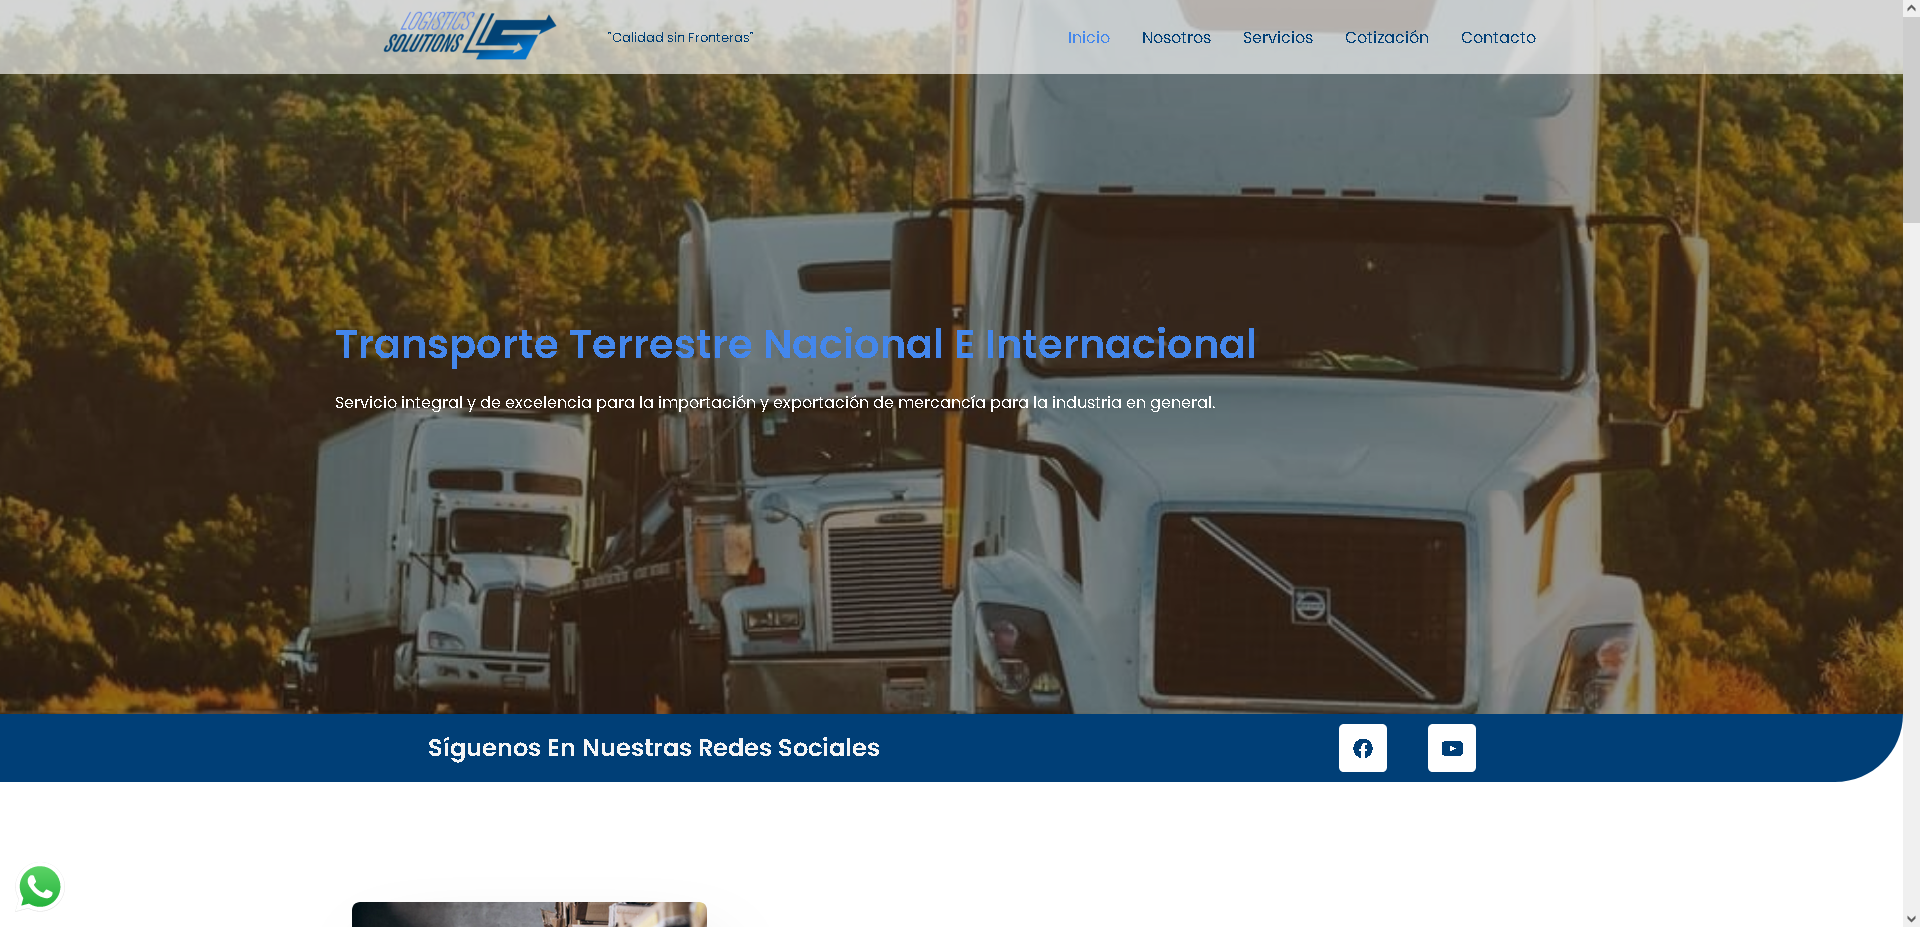 LOGISTICS
SOLUTIONS
"Calidad sin Fronteras"
Inicio
Nosotros
Servicios
Cotización
Contacto
Transporte Terrestre Nacional E Internacional
Servicio integral y de excelencia para la importación y exportación de mercancía para la industria en general.
Síguenos En Nuestras Redes Sociales